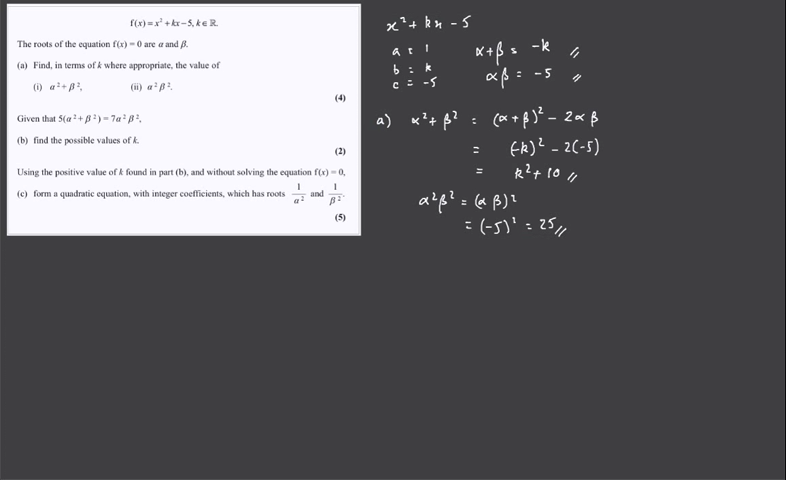 f(x) = x² + kx − 5, k ∈ ℝ.
The roots of the equation f(x) = 0 are α and β.
(a) Find, in terms of k where appropriate, the value of
(i) α² + β², (ii) α²β².
(4)
Given that 5(α² + β²) = 7α²β²,
(b) find the possible values of k.
(2)
Using the positive value of k found in part (b), and without solving the equation f(x) = 0,
(c) form a quadratic equation, with integer coefficients, which has roots 1/α² and 1/β².
(5)
x² + kx − 5
a = 1
b = k
c = −5
α + β = −k //
αβ = −5 //
a) α² + β² = (α + β)² − 2αβ
= (−k)² − 2(−5)
= k² + 10 //
α²β² = (αβ)²
= (−5)² = 25 //